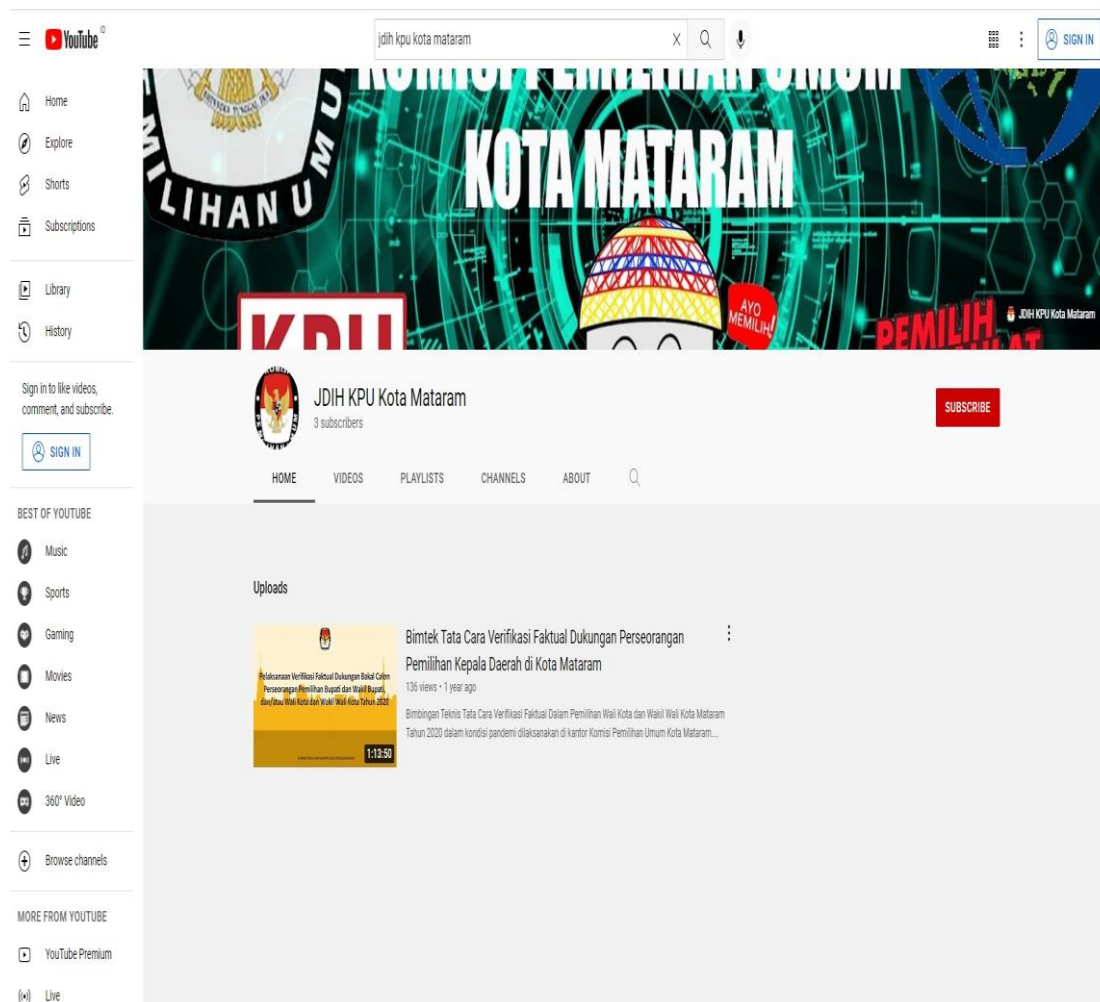 YouTube ID
jdih kpu kota mataram
SIGN IN
Home
Explore
Shorts
Subscriptions
Library
History
Sign in to like videos,
comment, and subscribe.
SIGN IN
BEST OF YOUTUBE
Music
Sports
Gaming
Movies
News
Live
360° Video
Browse channels
MORE FROM YOUTUBE
YouTube Premium
Live
KOMISI PEMILIHAN UMUM
KOTA MATARAM
MILIHAN U
KPU
AYO
MEMILIH!
PEMILIH
JDIH KPU Kota Mataram
JDIH KPU Kota Mataram
3 subscribers
SUBSCRIBE
HOME VIDEOS PLAYLISTS CHANNELS ABOUT
Uploads
Pelaksanaan Verifikasi Faktual Dukungan Bakal Calon
Perseorangan Pemilihan Bupati dan Wakil Bupati,
dan/atau Wali Kota dan Wakil Wali Kota Tahun 2020
1:13:50
Bimtek Tata Cara Verifikasi Faktual Dukungan Perseorangan
Pemilihan Kepala Daerah di Kota Mataram
136 views • 1 year ago
Bimbingan Teknis Tata Cara Verifikasi Faktual Dalam Pemilihan Wali Kota dan Wakil Wali Kota Mataram
Tahun 2020 dalam kondisi pandemi dilaksanakan di kantor Komisi Pemilihan Umum Kota Mataram....